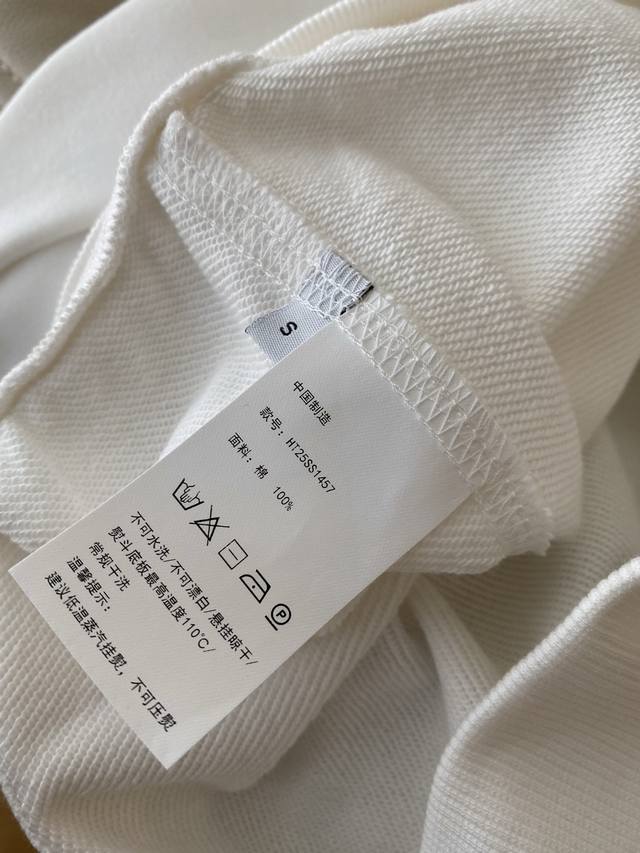 S
中国制造
款号：HT25SS1457
面料：棉 100%
P
不可水洗/不可漂白/悬挂晾干/
熨斗底板最高温度110℃/
常规干洗
温馨提示：
建议低温蒸汽挂熨，不可压熨